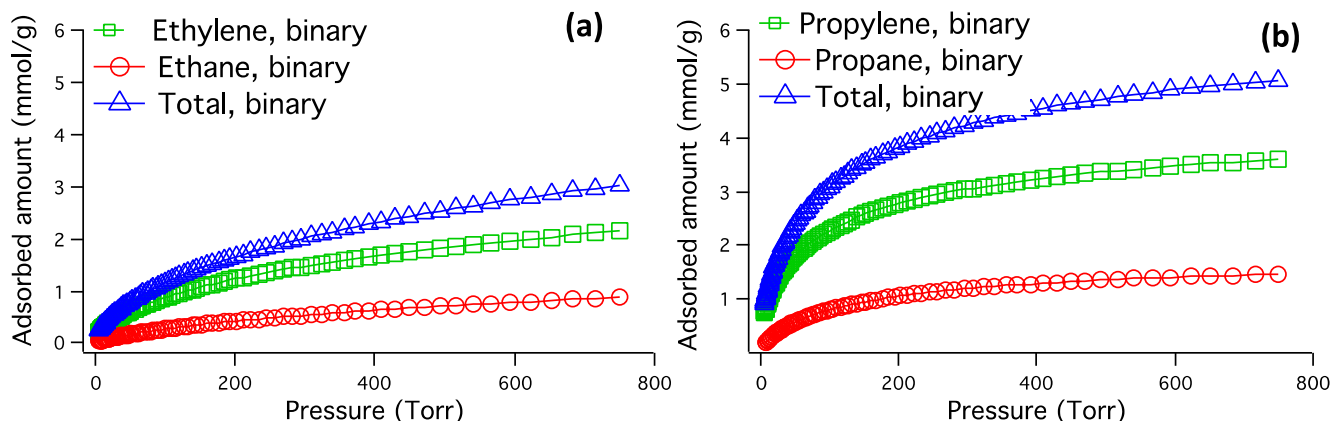 (a)
6
5
4
3
2
1
0
Adsorbed amount (mmol/g)
Ethylene, binary
Ethane, binary
Total, binary
0
200
400
600
800
Pressure (Torr)
(b)
6
5
4
3
2
1
Adsorbed amount (mmol/g)
Propylene, binary
Propane, binary
Total, binary
0
200
400
600
800
Pressure (Torr)